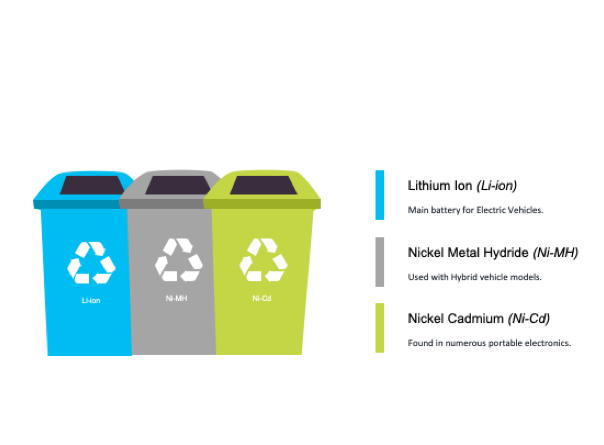 Lithium Ion (Li-ion)
Main battery for Electric Vehicles.
Nickel Metal Hydride (Ni-MH)
Used with Hybrid vehicle models.
Nickel Cadmium (Ni-Cd)
Found in numerous portable electronics.
Li-ion
Ni-MH
Ni-Cd